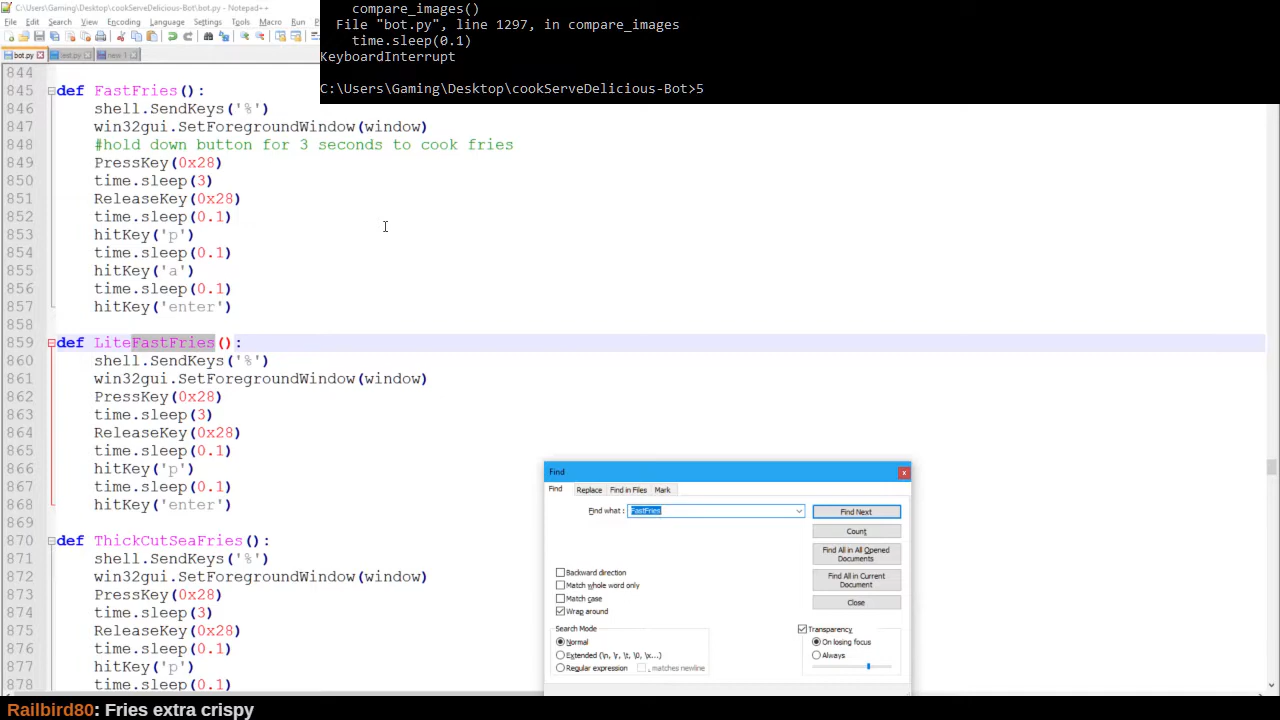 C:\Users\Gaming\Desktop\cookServeDelicious-Bot\bot.py - Notepad++
File Edit Search View Encoding Language Settings Tools Macro Run
bot.py test.py new 1
compare_images()
File "bot.py", line 1297, in compare_images
time.sleep(0.1)
KeyboardInterrupt
C:\Users\Gaming\Desktop\cookServeDelicious-Bot>5
844
845 def FastFries():
846 shell.SendKeys('%')
847 win32gui.SetForegroundWindow(window)
848 #hold down button for 3 seconds to cook fries
849 PressKey(0x28)
850 time.sleep(3)
851 ReleaseKey(0x28)
852 time.sleep(0.1)
853 hitKey('p')
854 time.sleep(0.1)
855 hitKey('a')
856 time.sleep(0.1)
857 hitKey('enter')
858
859 def LiteFastFries():
860 shell.SendKeys('%')
861 win32gui.SetForegroundWindow(window)
862 PressKey(0x28)
863 time.sleep(3)
864 ReleaseKey(0x28)
865 time.sleep(0.1)
866 hitKey('p')
867 time.sleep(0.1)
868 hitKey('enter')
869
870 def ThickCutSeaFries():
871 shell.SendKeys('%')
872 win32gui.SetForegroundWindow(window)
873 PressKey(0x28)
874 time.sleep(3)
875 ReleaseKey(0x28)
876 time.sleep(0.1)
877 hitKey('p')
878 time.sleep(0.1)
Find
Find Replace Find in Files Mark
Find what : FastFries
Find Next
Count
Find All in All Opened
Documents
Find All in Current
Document
Close
Backward direction
Match whole word only
Match case
Wrap around
Search Mode
Normal
Extended (\n, \r, \t, \0, \x...)
Regular expression . matches newline
Transparency
On losing focus
Always
Railbird80: Fries extra crispy